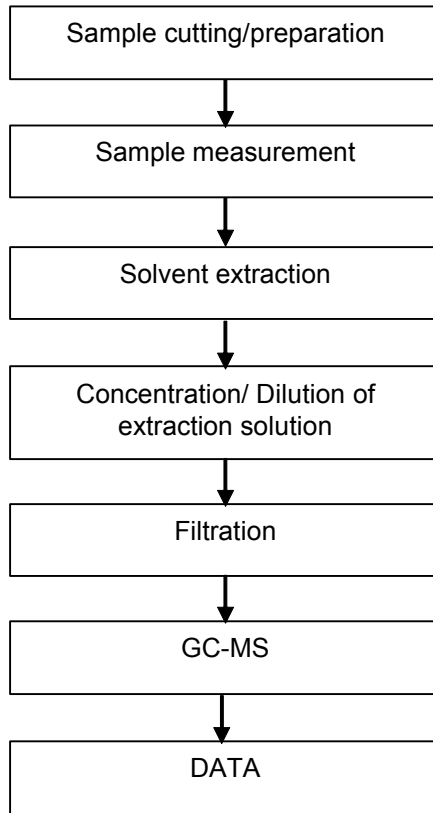 Sample cutting/preparation
Sample measurement
Solvent extraction
Concentration/ Dilution of
extraction solution
Filtration
GC-MS
DATA